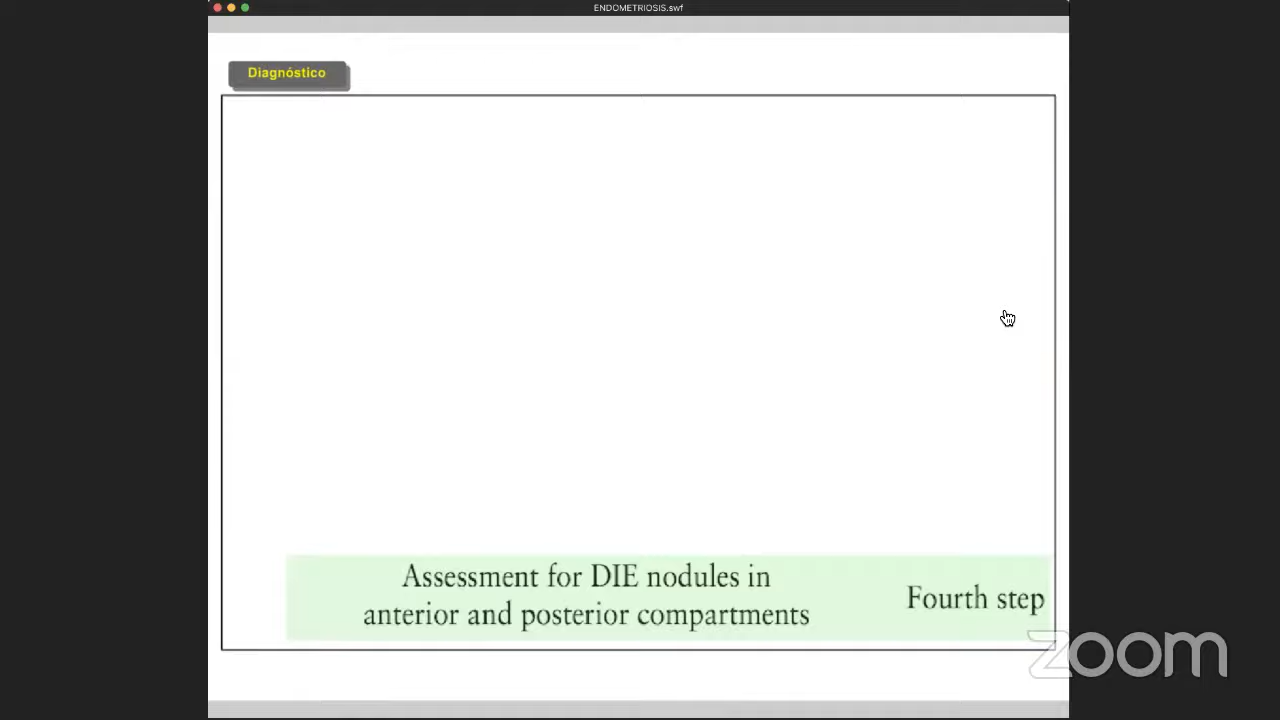 ENDOMETRIOSIS.swf
Diagnóstico
Assessment for DIE nodules in
anterior and posterior compartments
Fourth step
zoom